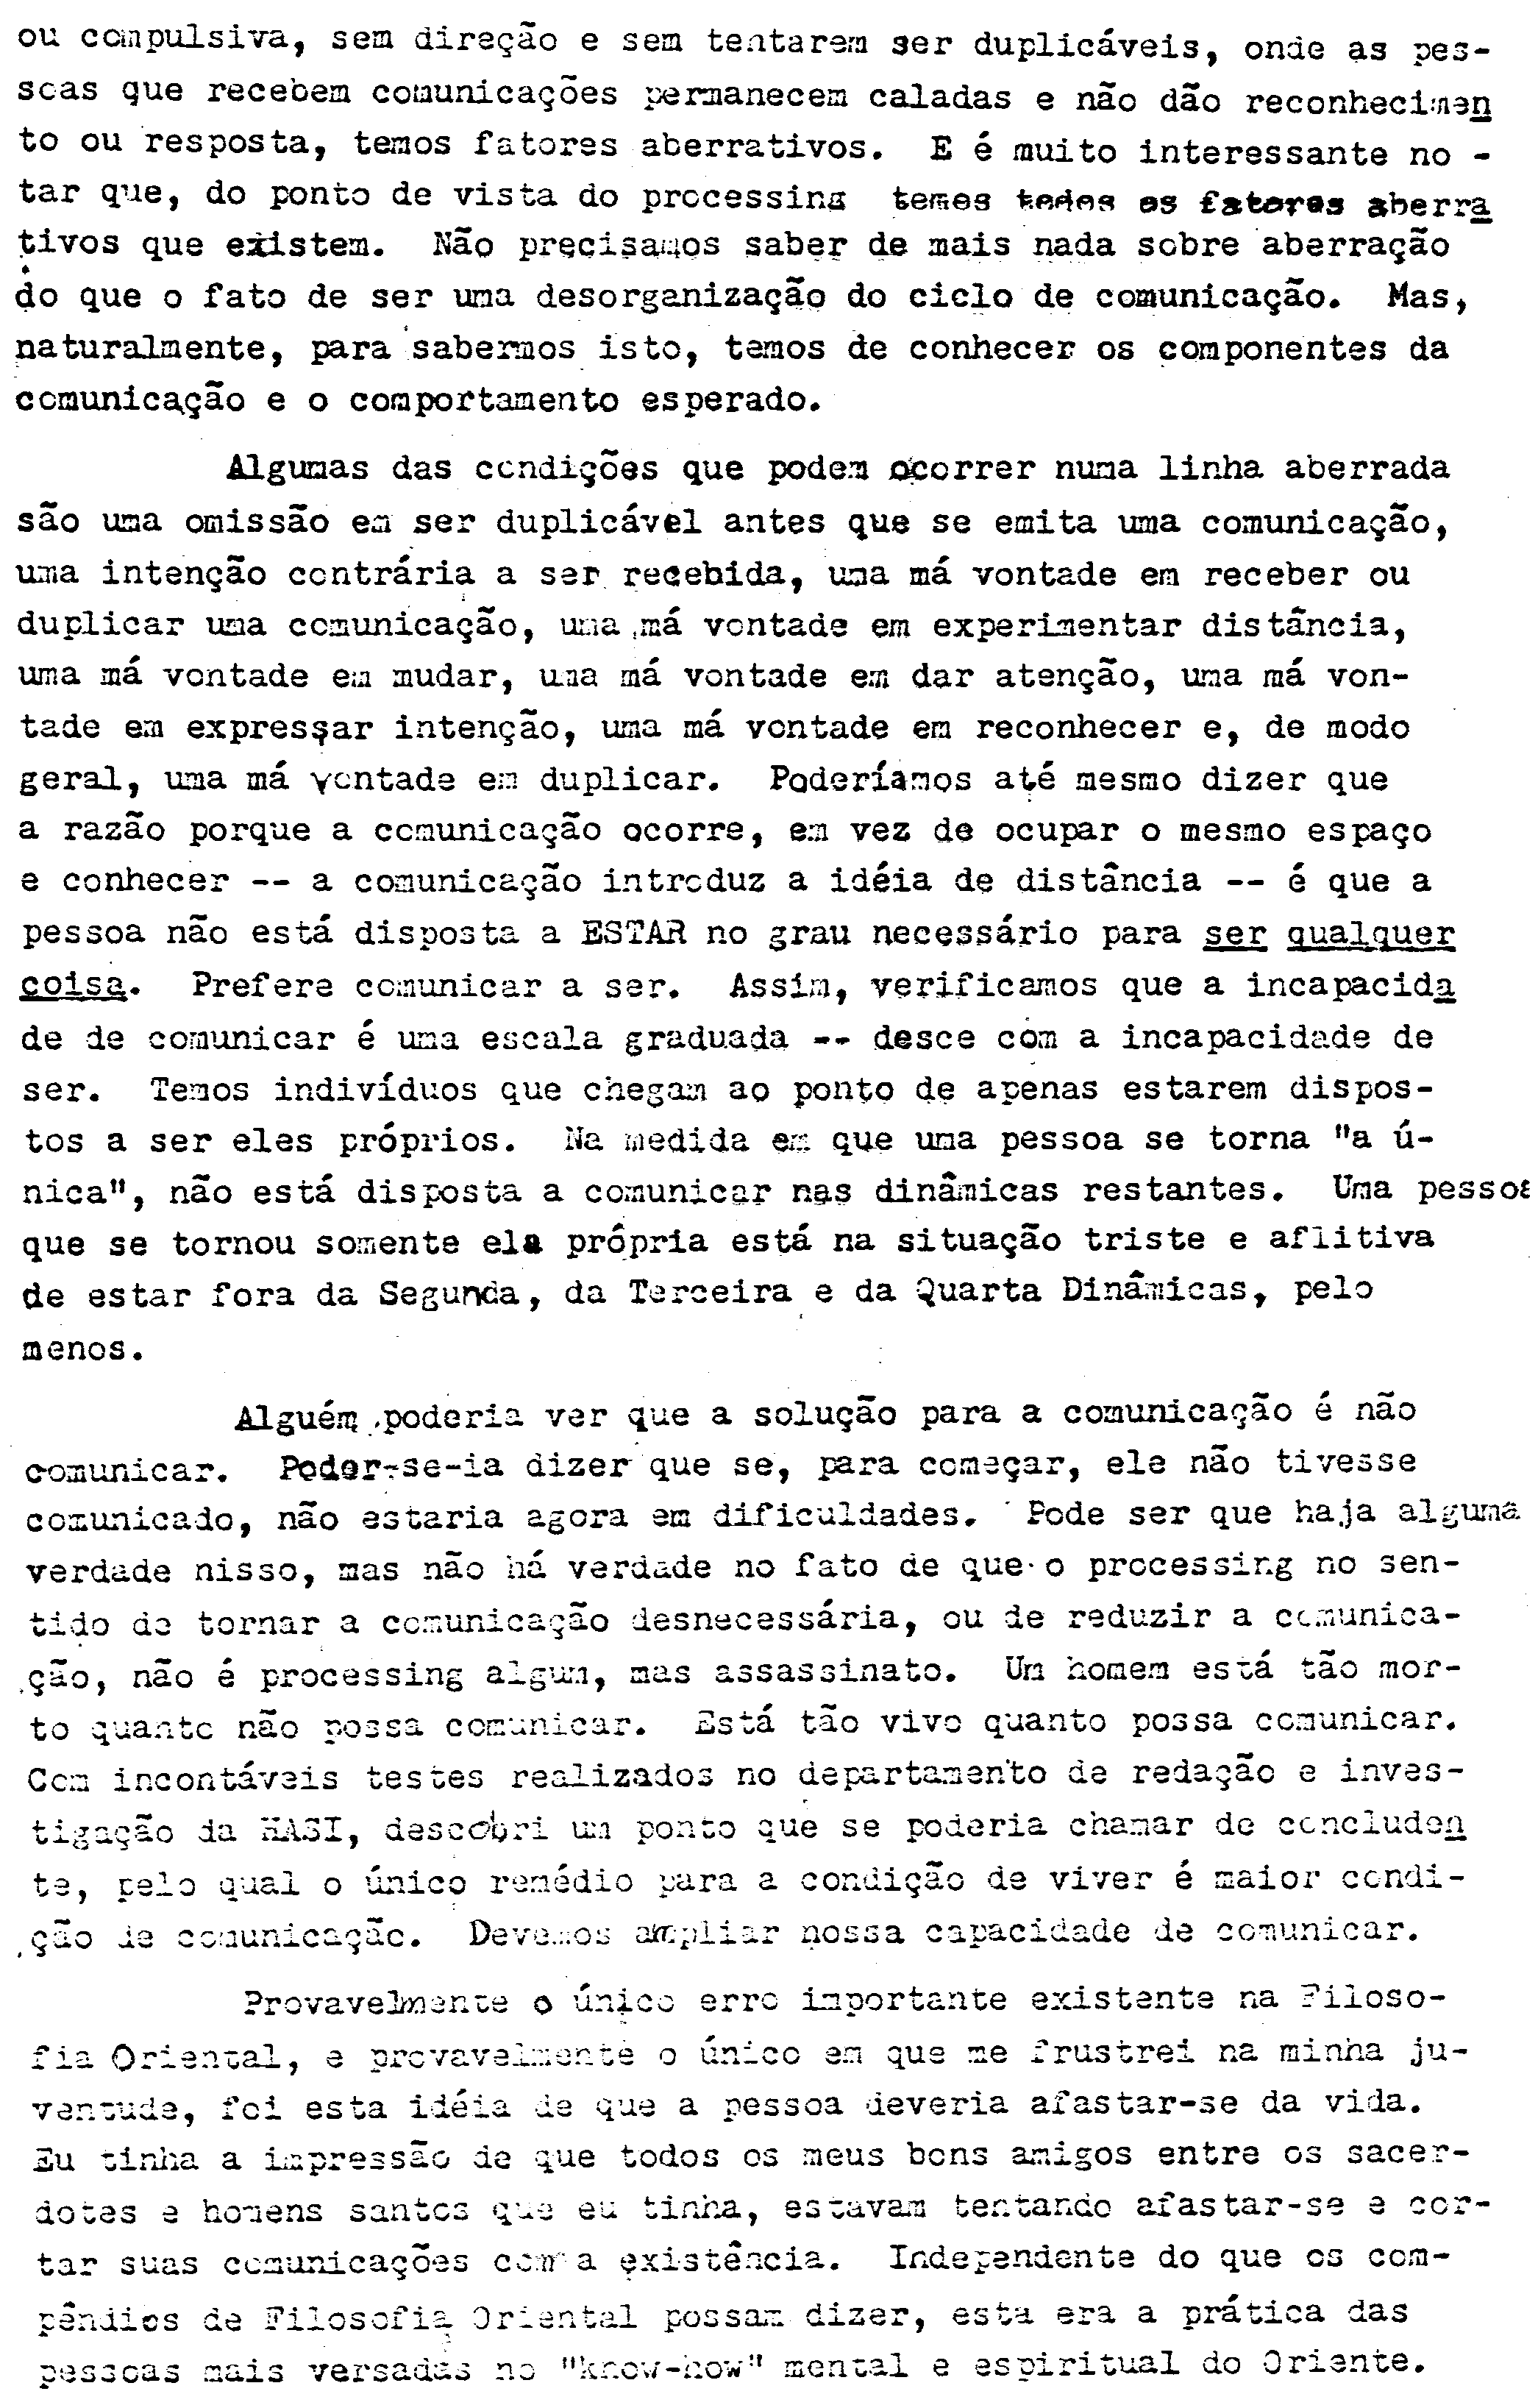 ou compulsiva, sem direção e sem tentarem ser duplicáveis, onde as pes-
soas que recebem comunicações permanecem caladas e não dão reconhecimen
to ou resposta, temos fatores aberrativos. E é muito interessante no -
tar que, do ponto de vista do processing temos todos os fatores aberra
tivos que existem. Não precisamos saber de mais nada sobre aberração
do que o fato de ser uma desorganização do ciclo de comunicação. Mas,
naturalmente, para sabermos isto, temos de conhecer os componentes da
comunicação e o comportamento esperado.
Algumas das condições que podem ocorrer numa linha aberrada
são uma omissão em ser duplicável antes que se emita uma comunicação,
uma intenção contrária a ser recebida, uma má vontade em receber ou
duplicar uma comunicação, uma má vontade em experimentar distância,
uma má vontade em mudar, uma má vontade em dar atenção, uma má von-
tade em expressar intenção, uma má vontade em reconhecer e, de modo
geral, uma má vontade em duplicar. Poderíamos até mesmo dizer que
a razão porque a comunicação ocorre, em vez de ocupar o mesmo espaço
e conhecer -- a comunicação introduz a idéia de distância -- é que a
pessoa não está disposta a ESTAR no grau necessário para ser qualquer
coisa. Prefere comunicar a ser. Assim, verificamos que a incapacida
de de comunicar é uma escala graduada -- desce com a incapacidade de
ser. Temos indivíduos que chegam ao ponto de apenas estarem dispos-
tos a ser eles próprios. Na medida em que uma pessoa se torna "a ú-
nica", não está disposta a comunicar nas dinâmicas restantes. Uma pessoa
que se tornou somente ela própria está na situação triste e aflitiva
de estar fora da Segunda, da Terceira e da Quarta Dinâmicas, pelo
menos.
Alguém poderia ver que a solução para a comunicação é não
comunicar. Poder-se-ia dizer que se, para começar, ele não tivesse
comunicado, não estaria agora em dificuldades. Pode ser que haja alguma
verdade nisso, mas não há verdade no fato de que o processing no sen-
tido de tornar a comunicação desnecessária, ou de reduzir a comunica-
ção, não é processing algum, mas assassinato. Um homem está tão mor-
to quanto não possa comunicar. Está tão vivo quanto possa comunicar.
Com incontáveis testes realizados no departamento de redação e inves-
tigação da HASI, descobri um ponto que se poderia chamar de concluden
te, pelo qual o único remédio para a condição de viver é maior condi-
ção de comunicação. Devemos ampliar nossa capacidade de comunicar.
Provavelmente o único erro importante existente na Filoso-
fia Oriental, e provavelmente o único em que me frustrei na minha ju-
ventude, foi esta idéia de que a pessoa deveria afastar-se da vida.
Eu tinha a impressão de que todos os meus bons amigos entre os sacer-
dotes e homens santos que eu tinha, estavam tentando afastar-se e cor-
tar suas comunicações com a existência. Independente do que os com-
pêndios de Filosofia Oriental possam dizer, esta era a prática das
pessoas mais versadas no "know-how" mental e espiritual do Oriente.